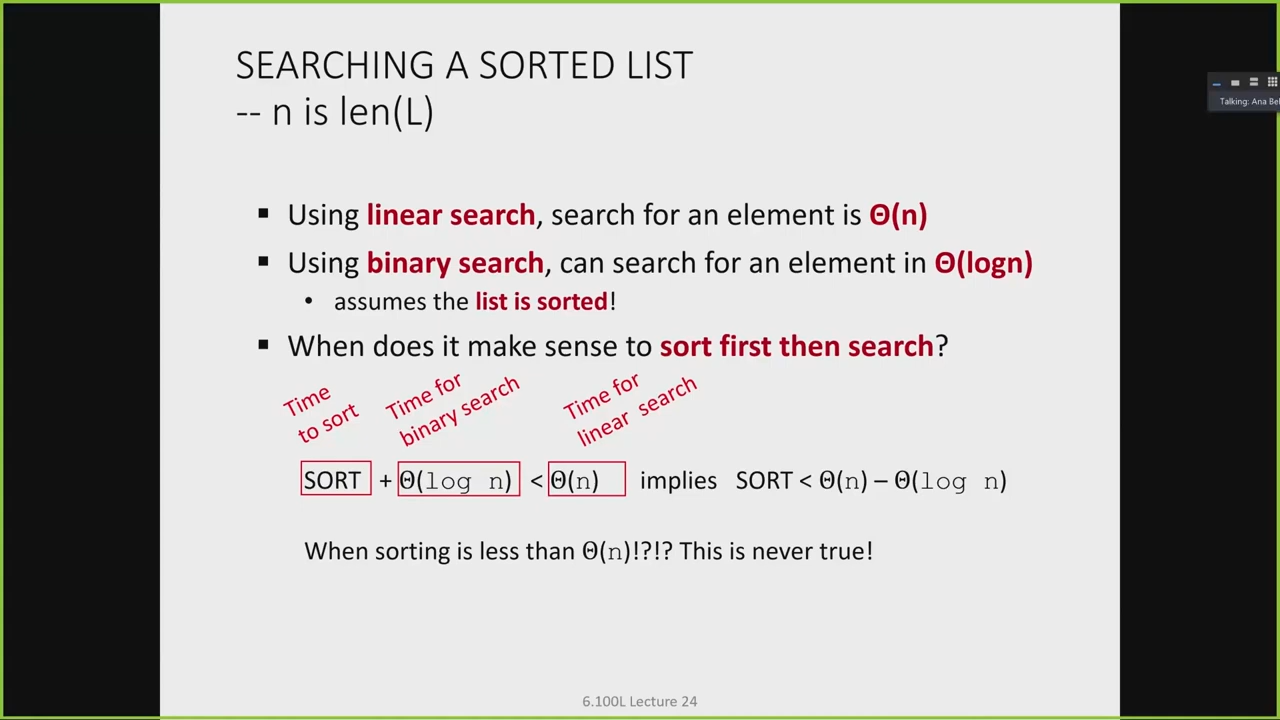 SEARCHING A SORTED LIST
-- n is len(L)
Talking: Ana Bel
▪ Using linear search, search for an element is Θ(n)
▪ Using binary search, can search for an element in Θ(logn)
• assumes the list is sorted!
▪ When does it make sense to sort first then search?
Time
to sort
Time for
binary search
Time for
linear search
SORT + Θ(log n) < Θ(n) implies SORT < Θ(n) – Θ(log n)
When sorting is less than Θ(n)!?!? This is never true!
6.100L Lecture 24